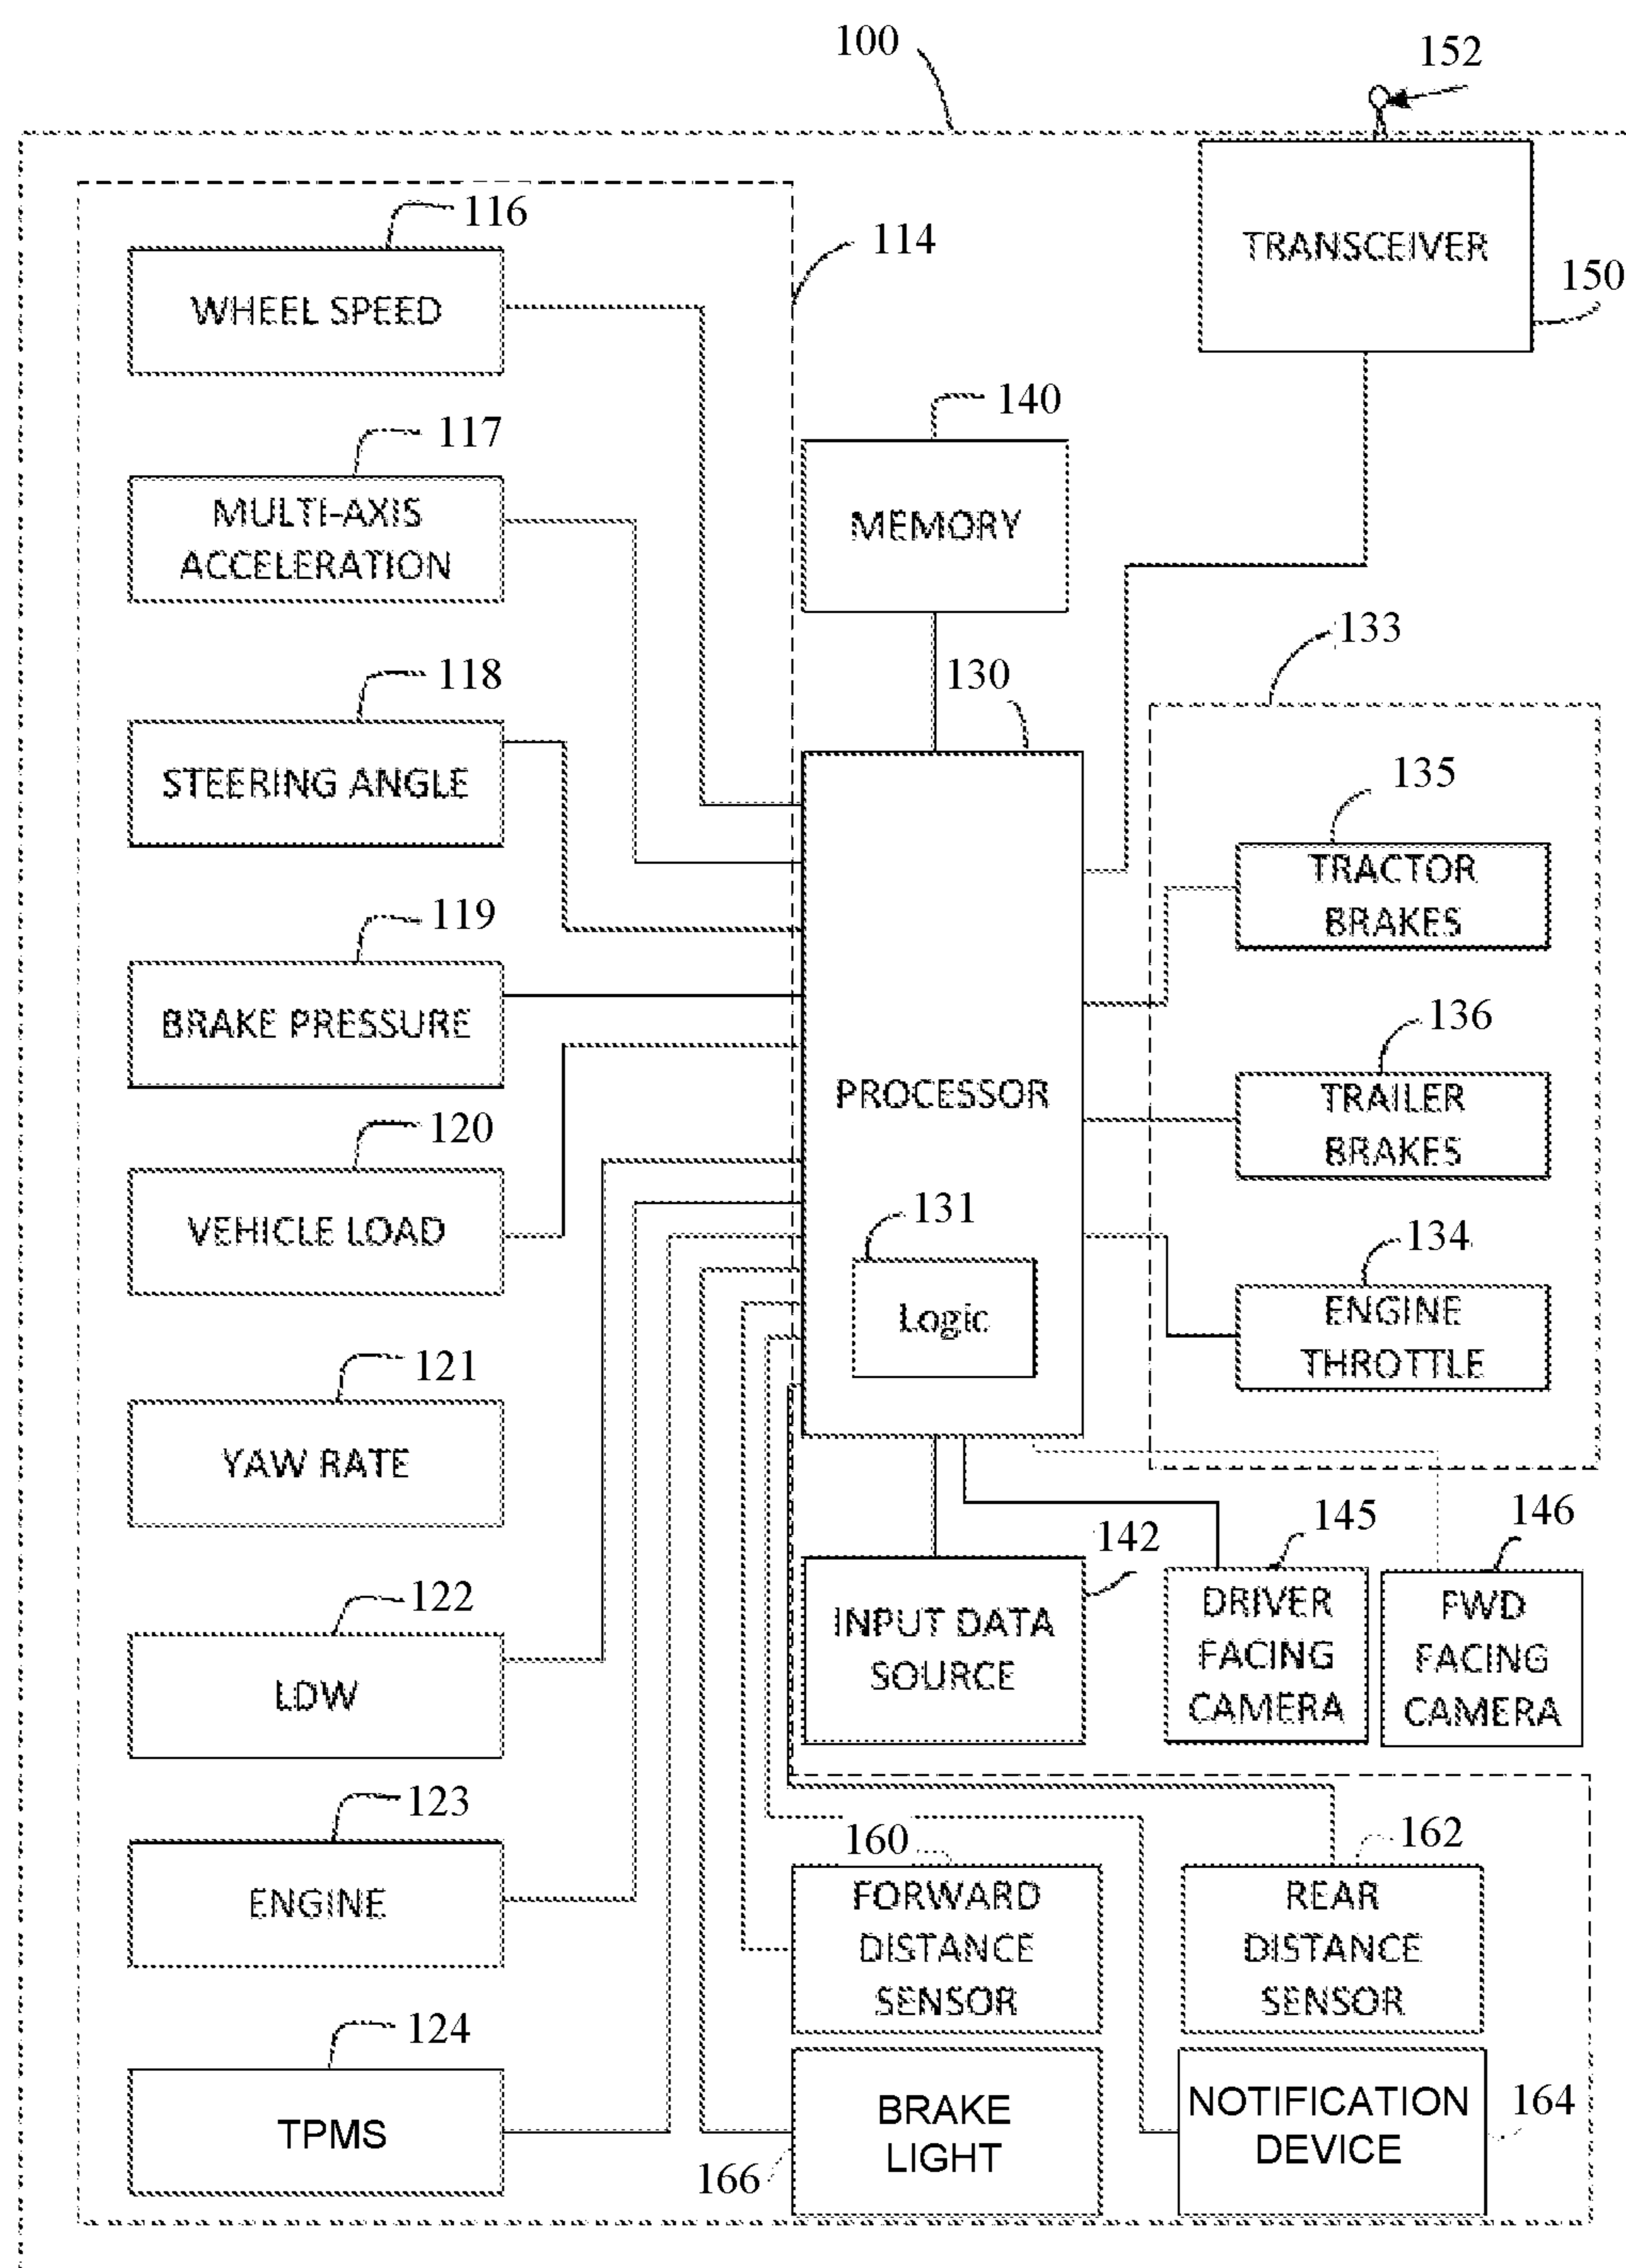 100
152
116
WHEEL SPEED
114
TRANSCEIVER
150
117
MULTI-AXIS
ACCELERATION
140
MEMORY
118
STEERING ANGLE
130
133
119
BRAKE PRESSURE
135
TRACTOR
BRAKES
PROCESSOR
136
TRAILER
BRAKES
120
VEHICLE LOAD
131
Logic
134
ENGINE
THROTTLE
121
YAW RATE
142
INPUT DATA
SOURCE
145
DRIVER
FACING
CAMERA
146
FWD
FACING
CAMERA
122
LDW
123
ENGINE
160
FORWARD
DISTANCE
SENSOR
162
REAR
DISTANCE
SENSOR
124
TPMS
BRAKE
LIGHT
166
NOTIFICATION
DEVICE
164